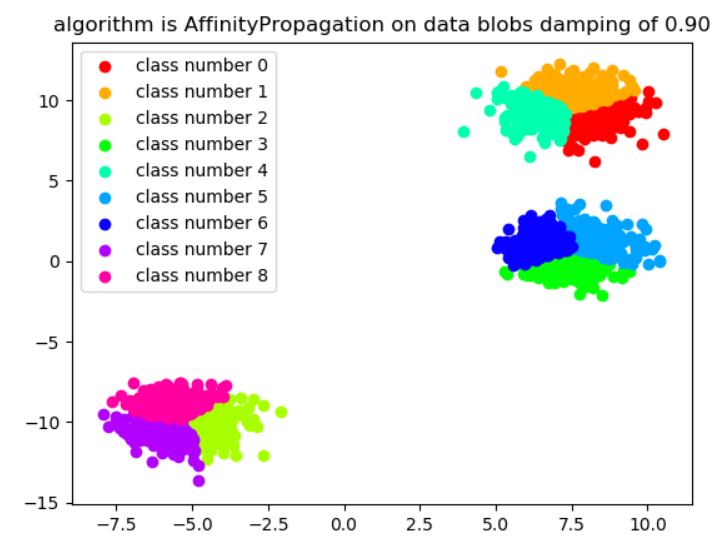 algorithm is AffinityPropagation on data blobs damping of 0.90
class number 0
class number 1
class number 2
class number 3
class number 4
class number 5
class number 6
class number 7
class number 8
10
5
0
−5
−10
−15
−7.5 −5.0 −2.5 0.0 2.5 5.0 7.5 10.0